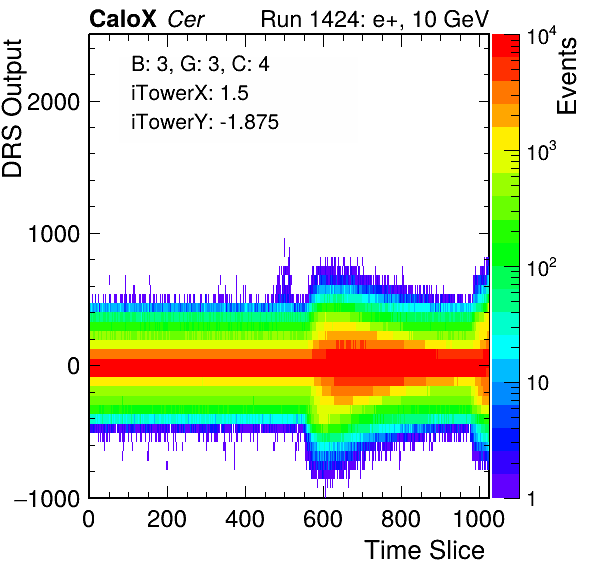 CaloX Cer Run 1424: e+, 10 GeV
B: 3, G: 3, C: 4
iTowerX: 1.5
iTowerY: -1.875
DRS Output
2000
1000
0
−1000
0 200 400 600 800 1000
Time Slice
Events
10^4
10^3
10^2
10
1